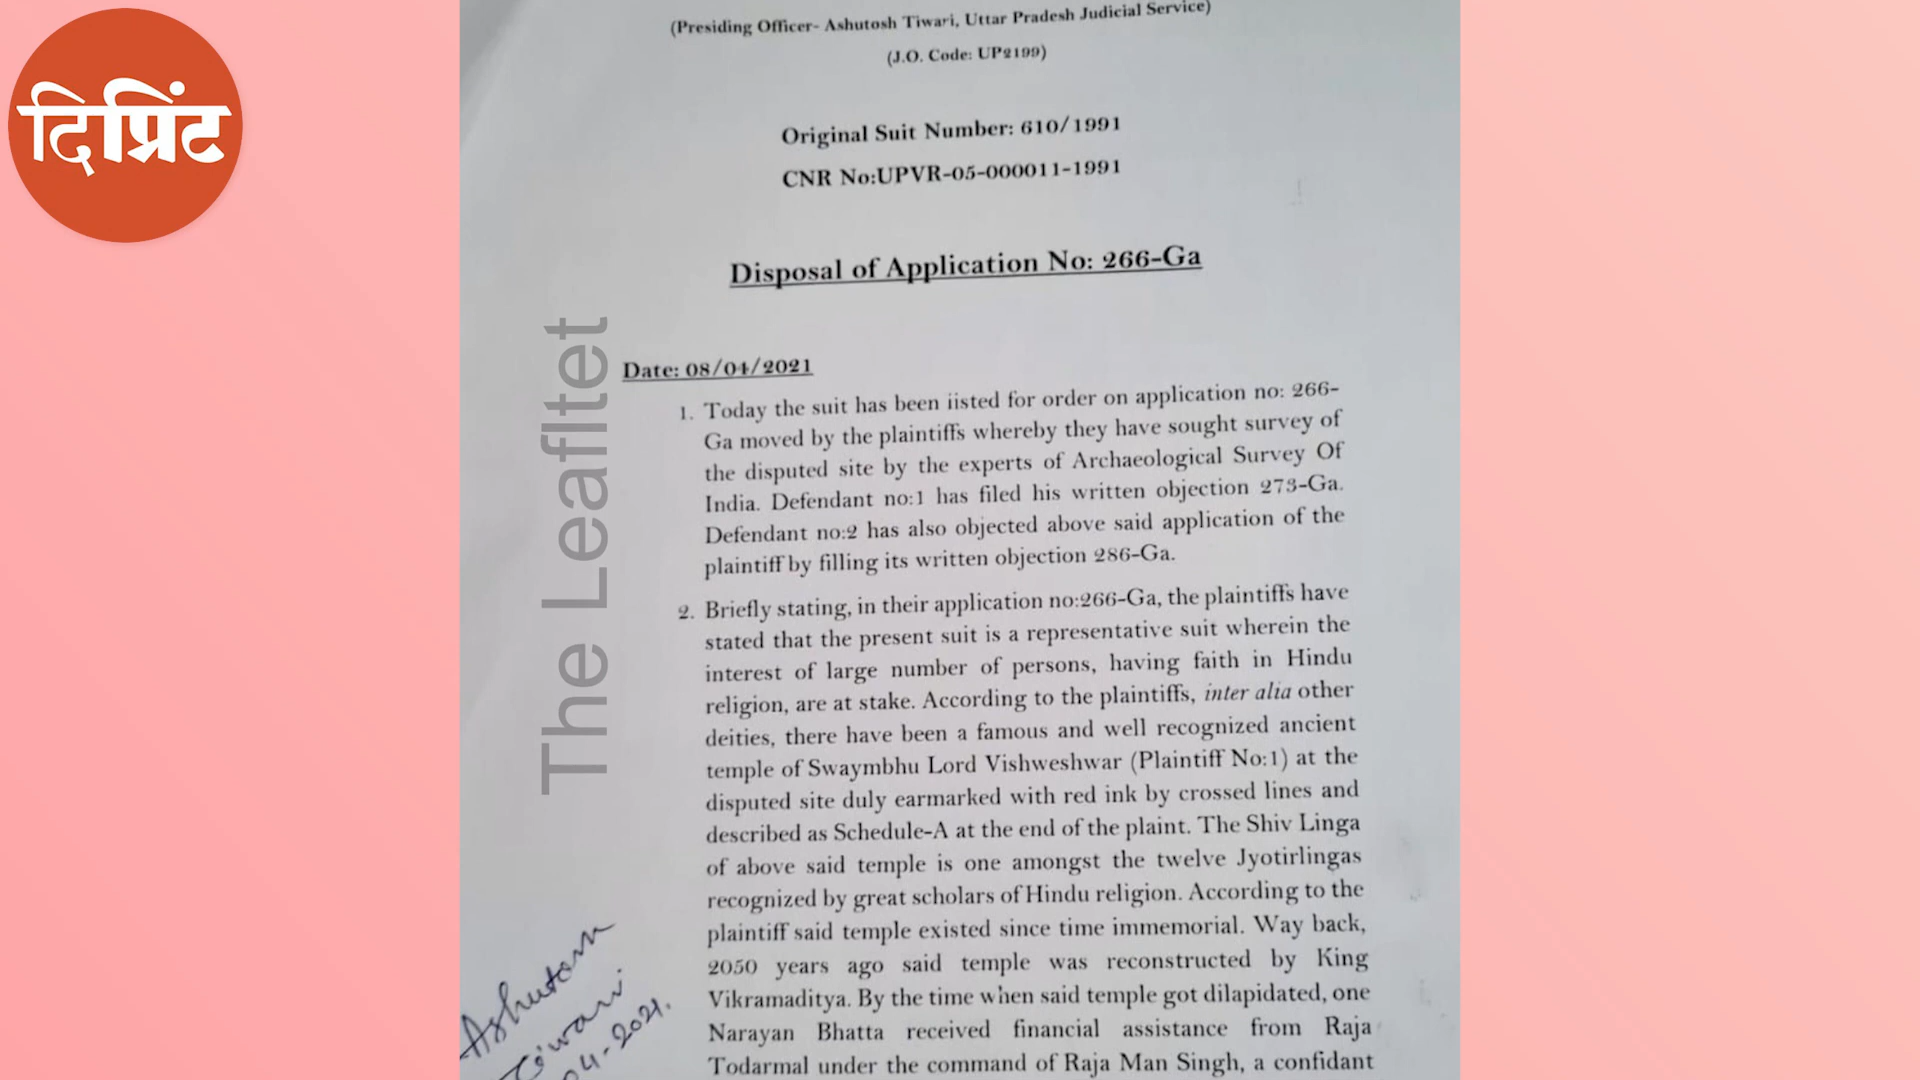 दिप्रिंट
(Presiding Officer- Ashutosh Tiwari, Uttar Pradesh Judicial Service)
(J.O. Code: UP2199)
Original Suit Number: 610/1991
CNR No:UPVR-05-000011-1991
Disposal of Application No: 266-Ga
Date: 08/04/2021
1. Today the suit has been iisted for order on application no: 266-
Ga moved by the plaintiffs whereby they have sought survey of
the disputed site by the experts of Archaeological Survey Of
India. Defendant no:1 has filed his written objection 273-Ga.
Defendant no:2 has also objected above said application of the
plaintiff by filling its written objection 286-Ga.
2. Briefly stating, in their application no:266-Ga, the plaintiffs have
stated that the present suit is a representative suit wherein the
interest of large number of persons, having faith in Hindu
religion, are at stake. According to the plaintiffs, inter alia other
deities, there have been a famous and well recognized ancient
temple of Swaymbhu Lord Vishweshwar (Plaintiff No:1) at the
disputed site duly earmarked with red ink by crossed lines and
described as Schedule-A at the end of the plaint. The Shiv Linga
of above said temple is one amongst the twelve Jyotirlingas
recognized by great scholars of Hindu religion. According to the
plaintiff said temple existed since time immemorial. Way back,
2050 years ago said temple was reconstructed by King
Vikramaditya. By the time when said temple got dilapidated, one
Narayan Bhatta received financial assistance from Raja
Todarmal under the command of Raja Man Singh, a confidant
The Leafltet
Ashutosh
Tiwari
04-2021.